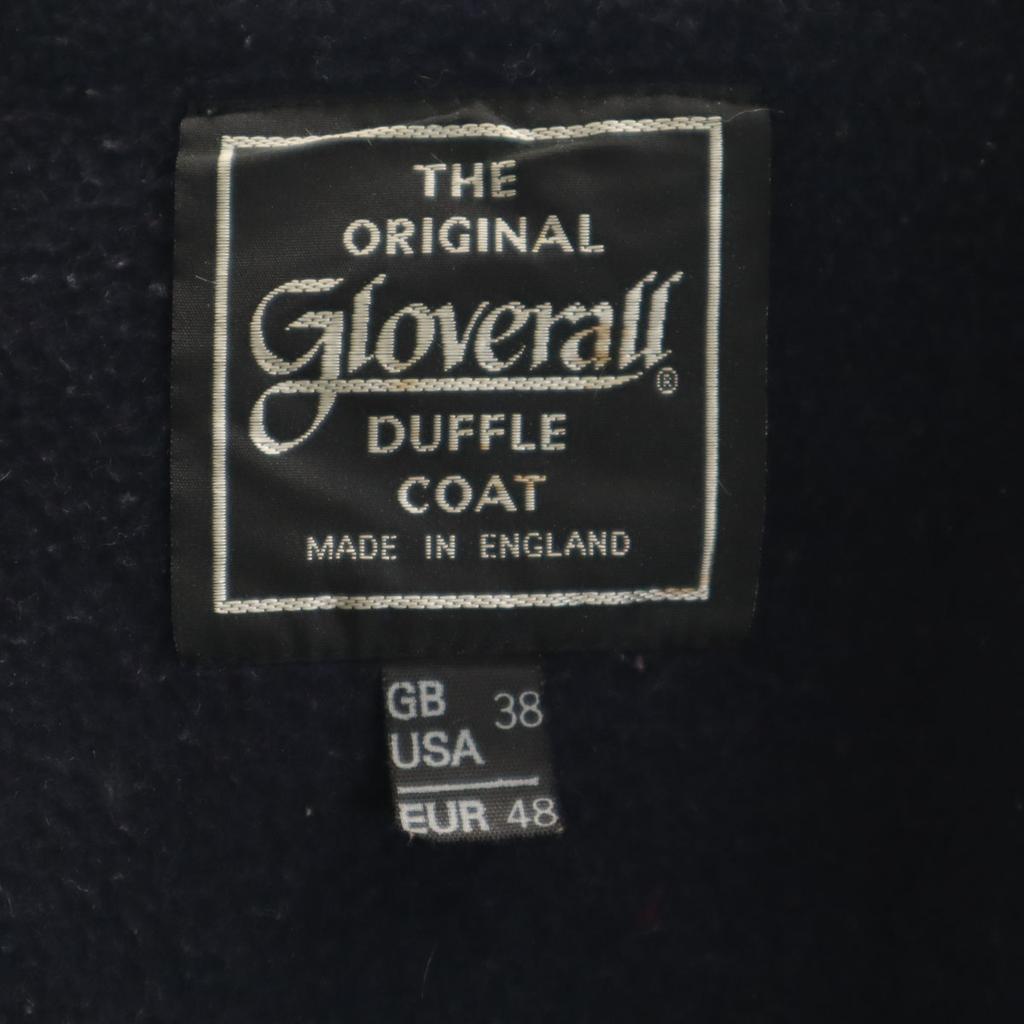 THE
ORIGINAL
Gloverall®
DUFFLE
COAT
MADE IN ENGLAND
GB 38
USA
EUR 48